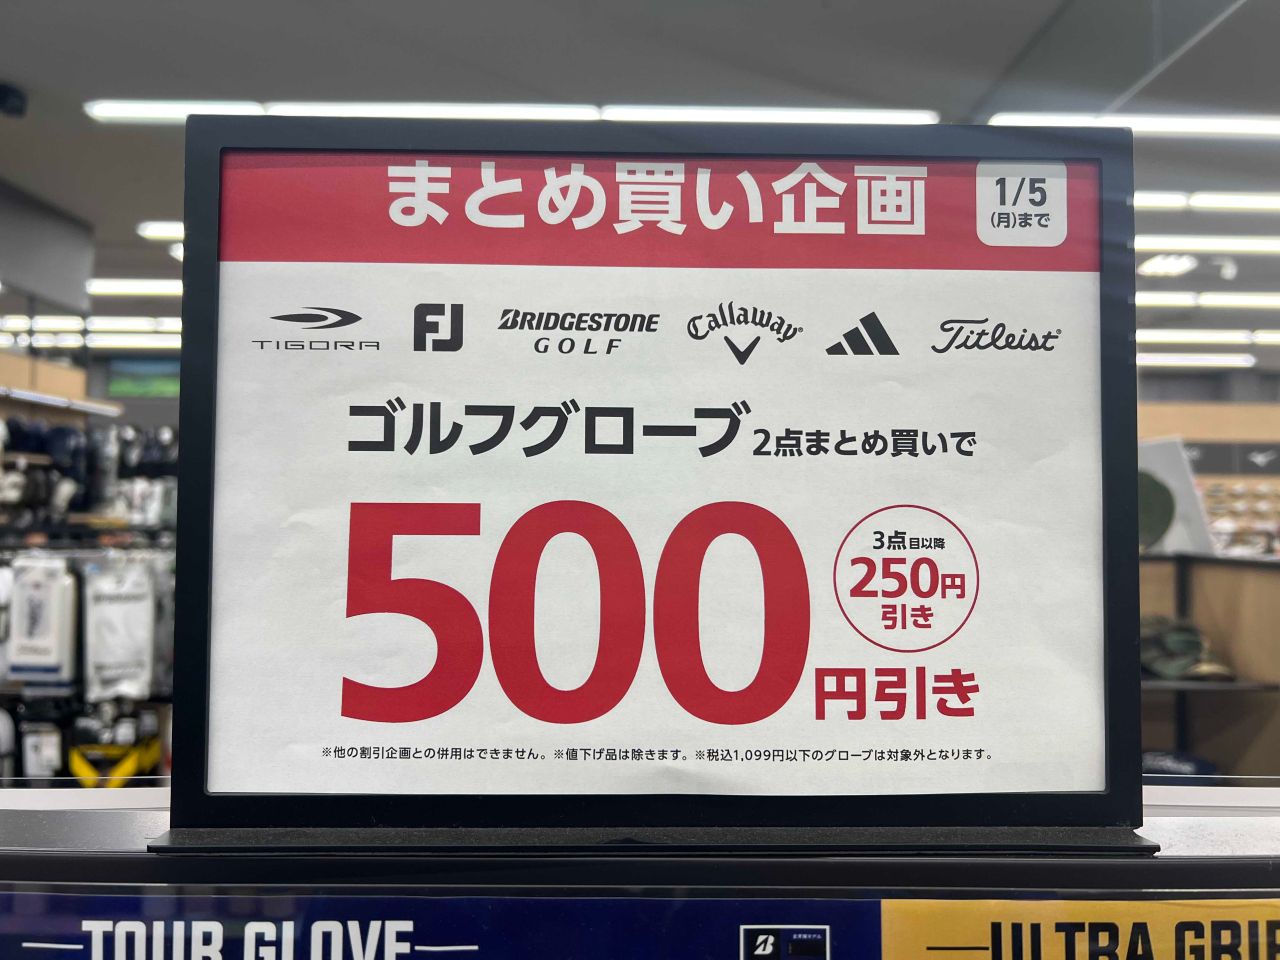 まとめ買い企画
1/5
(月)まで
TIGORA
FJ
BRIDGESTONE
GOLF
Callaway
Titleist
ゴルフグローブ2点まとめ買いで
500円引き
3点目以降
250円
引き
※他の割引企画との併用はできません。※値下げ品は除きます。※税込1,099円以下のグローブは対象外となります。
TOUR GLOVE
ULTRA GRIP